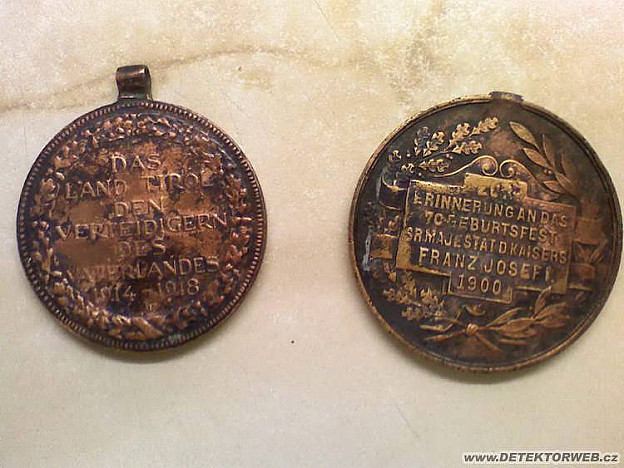 DAS
LAND TIROL
DEN
VERTEIDIGERN
DES
VATERLANDES
1914 1918
ZUR
ERINNERUNG AN DAS
70 GEBURTSFEST
SR MAJESTÄT D KAISERS
FRANZ JOSEF I
1900
www.DETEKTORWEB.cz